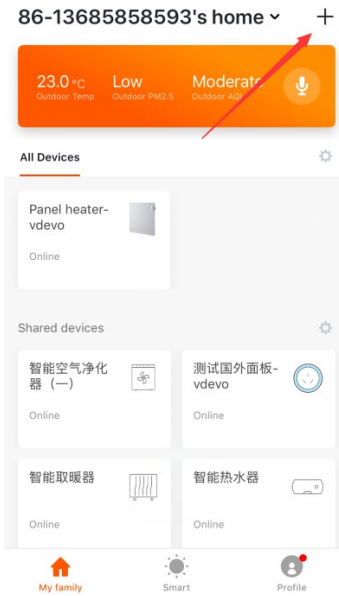 86-13685858593's home
23.0 °C Low Moderate
Outdoor Temp Outdoor PM2.5 Outdoor AQI
All Devices
Panel heater-
vdevo
Online
Shared devices
智能空气净化
器（一）
Online
测试国外面板-
vdevo
Online
智能取暖器
Online
智能热水器
Online
My family Smart Profile